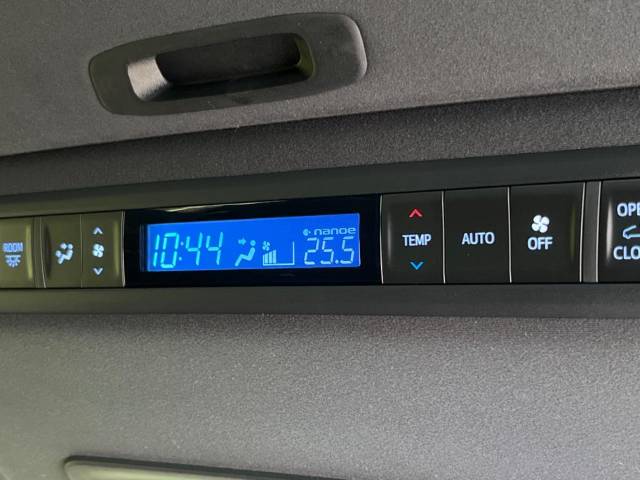 ROOM
10:44
nanoe
25.5
TEMP
AUTO
OFF
OPE
CLO